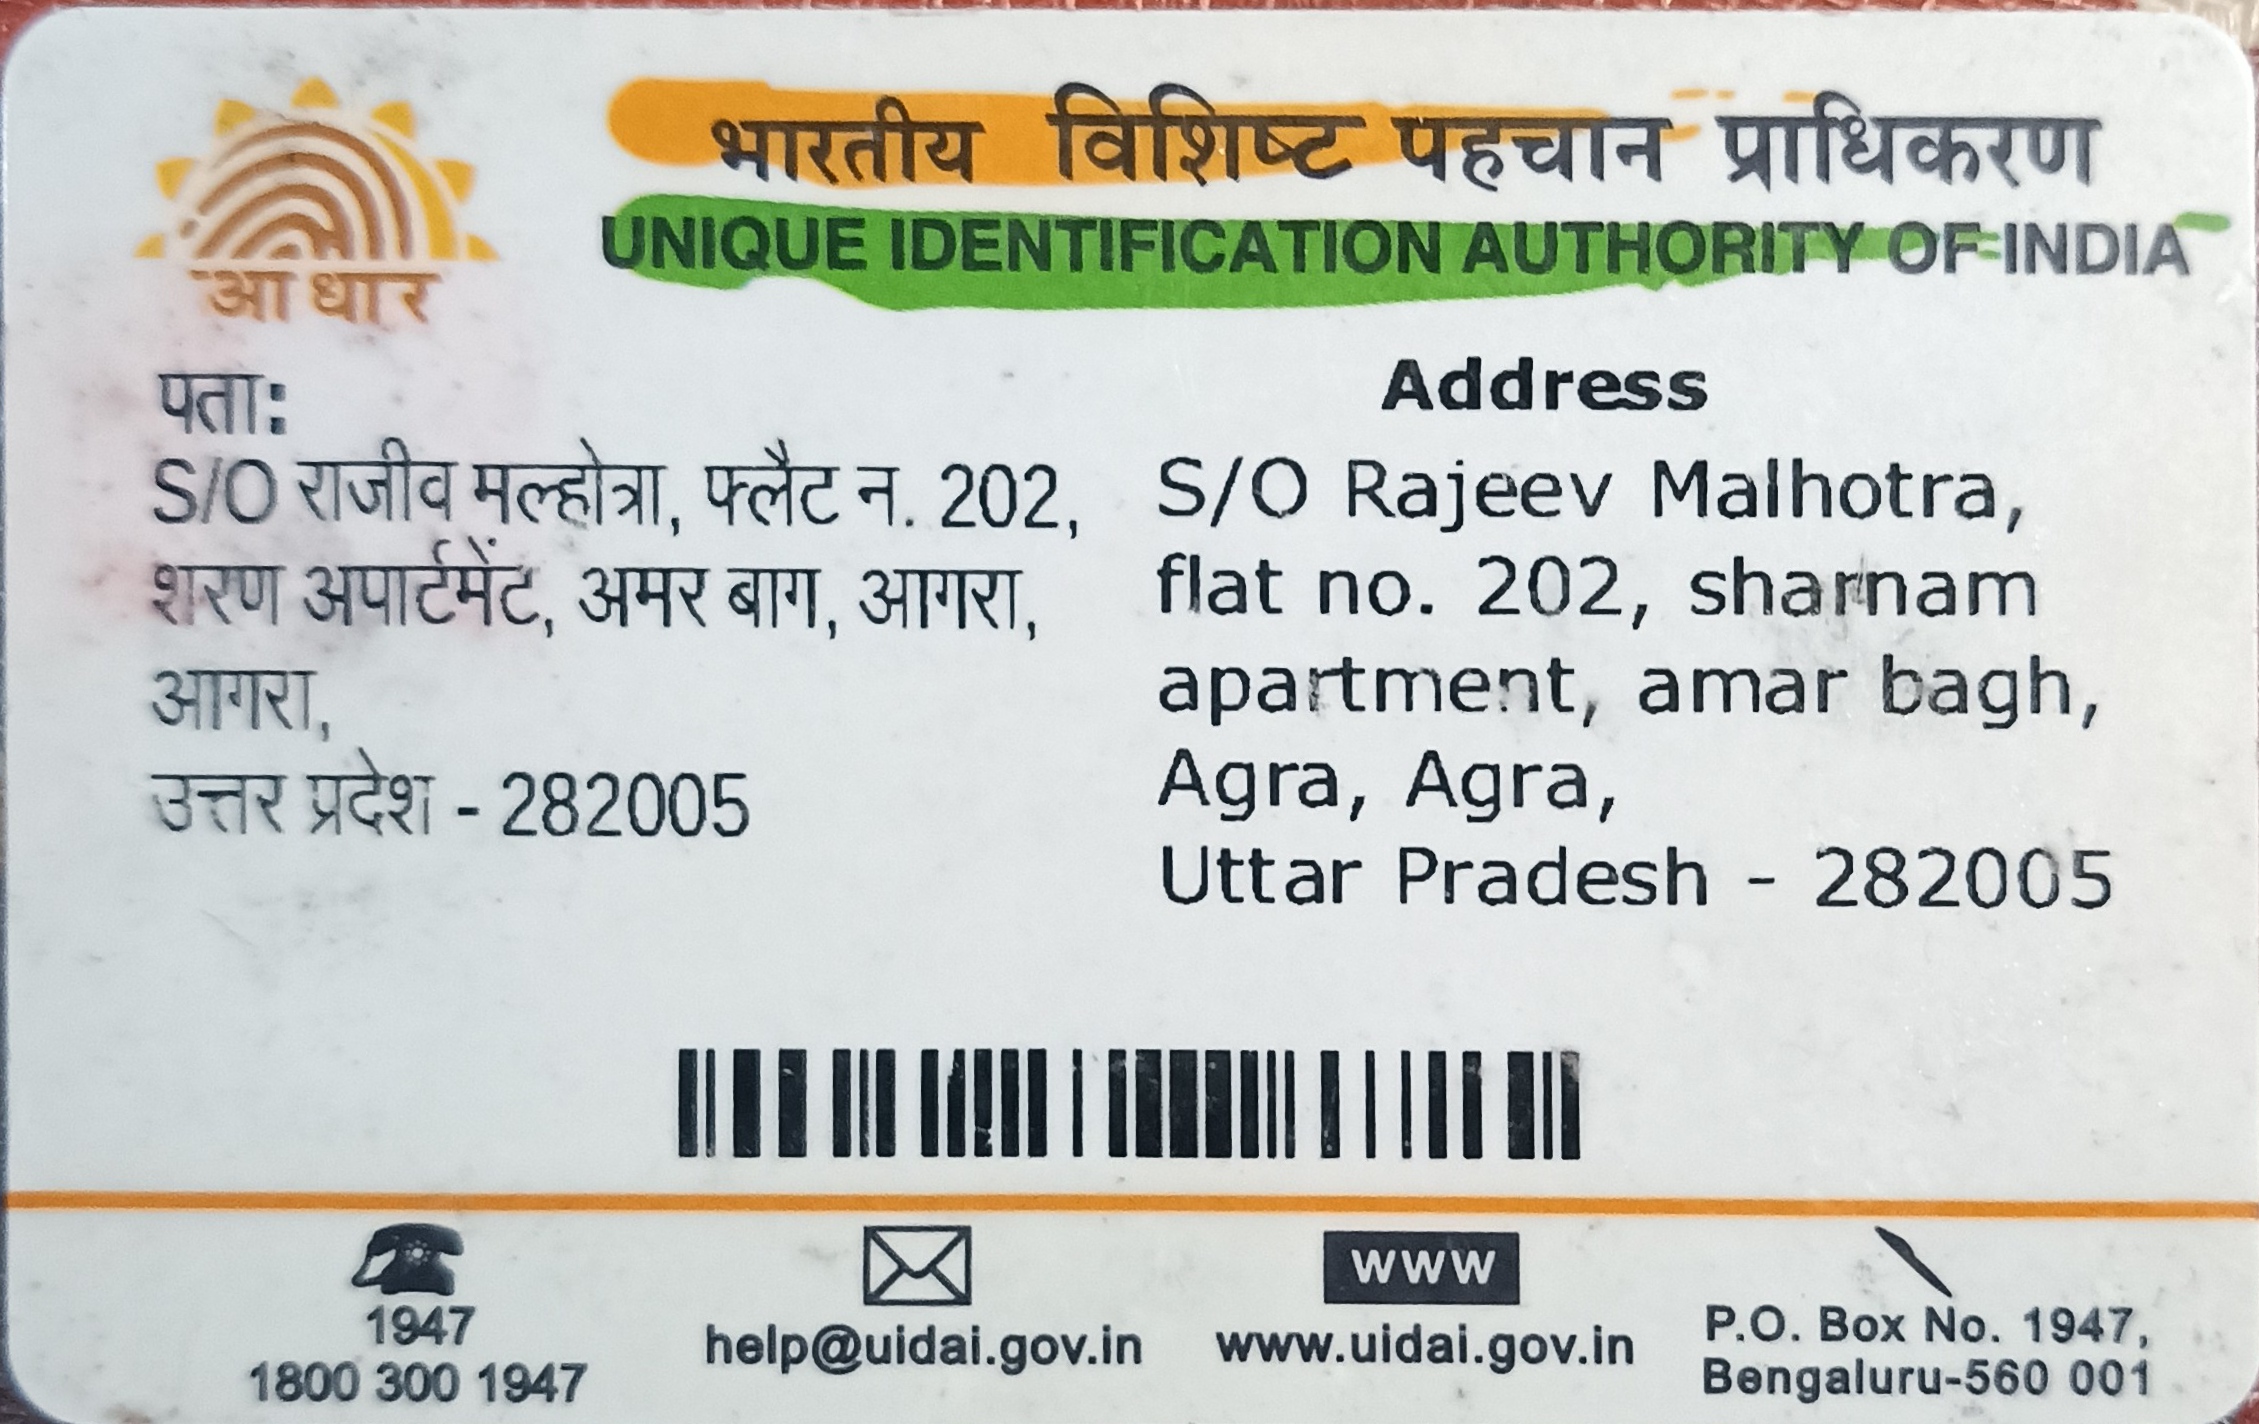 भारतीय विशिष्ट पहचान प्राधिकरण
UNIQUE IDENTIFICATION AUTHORITY OF INDIA
आधार
पता:
S/O राजीव मल्होत्रा, फ्लैट न. 202,
शरण अपार्टमेंट, अमर बाग, आगरा,
आगरा,
उत्तर प्रदेश - 282005
Address
S/O Rajeev Malhotra,
flat no. 202, sharnam
apartment, amar bagh,
Agra, Agra,
Uttar Pradesh - 282005
1947
1800 300 1947
help@uidai.gov.in
www
www.uidai.gov.in
P.O. Box No. 1947,
Bengaluru-560 001